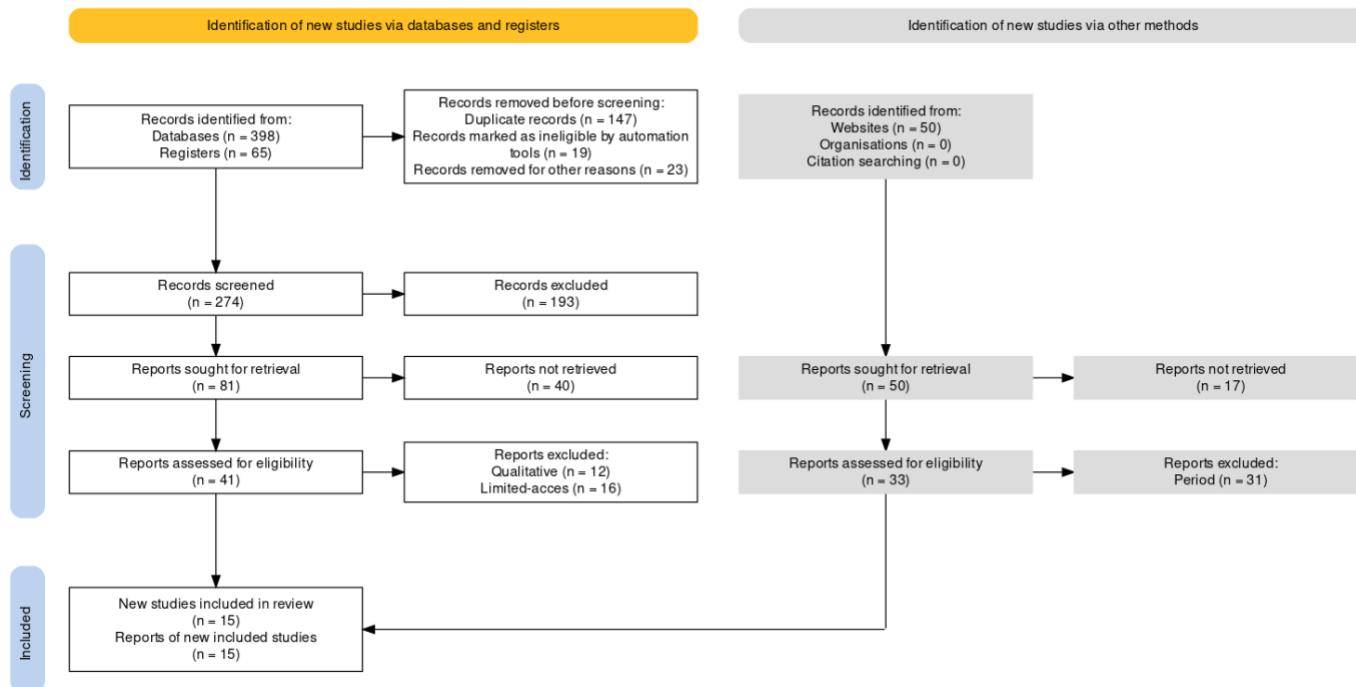 Identification of new studies via databases and registers
Identification of new studies via other methods
Identification
Records identified from:
Databases (n = 398)
Registers (n = 65)
Records removed before screening:
Duplicate records (n = 147)
Records marked as ineligible by automation
tools (n = 19)
Records removed for other reasons (n = 23)
Records identified from:
Websites (n = 50)
Organisations (n = 0)
Citation searching (n = 0)
Screening
Records screened
(n = 274)
Records excluded
(n = 193)
Reports sought for retrieval
(n = 81)
Reports not retrieved
(n = 40)
Reports sought for retrieval
(n = 50)
Reports not retrieved
(n = 17)
Reports assessed for eligibility
(n = 41)
Reports excluded:
Qualitative (n = 12)
Limited-acces (n = 16)
Reports assessed for eligibility
(n = 33)
Reports excluded:
Period (n = 31)
Included
New studies included in review
(n = 15)
Reports of new included studies
(n = 15)